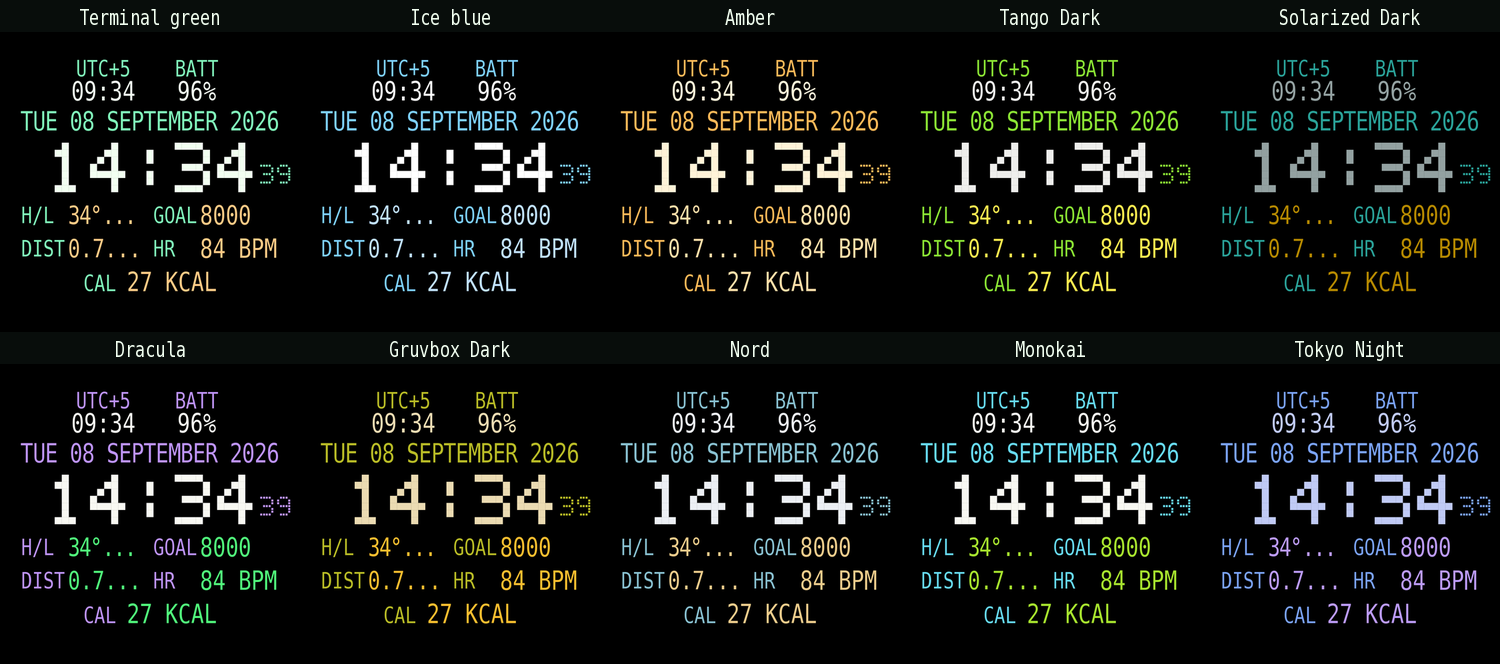 Terminal green
UTC+5 BATT
09:34 96%
TUE 08 SEPTEMBER 2026
14:34 39
H/L 34°... GOAL 8000
DIST 0.7... HR 84 BPM
CAL 27 KCAL
Ice blue
UTC+5 BATT
09:34 96%
TUE 08 SEPTEMBER 2026
14:34 39
H/L 34°... GOAL 8000
DIST 0.7... HR 84 BPM
CAL 27 KCAL
Amber
UTC+5 BATT
09:34 96%
TUE 08 SEPTEMBER 2026
14:34 39
H/L 34°... GOAL 8000
DIST 0.7... HR 84 BPM
CAL 27 KCAL
Tango Dark
UTC+5 BATT
09:34 96%
TUE 08 SEPTEMBER 2026
14:34 39
H/L 34°... GOAL 8000
DIST 0.7... HR 84 BPM
CAL 27 KCAL
Solarized Dark
UTC+5 BATT
09:34 96%
TUE 08 SEPTEMBER 2026
14:34 39
H/L 34°... GOAL 8000
DIST 0.7... HR 84 BPM
CAL 27 KCAL
Dracula
UTC+5 BATT
09:34 96%
TUE 08 SEPTEMBER 2026
14:34 39
H/L 34°... GOAL 8000
DIST 0.7... HR 84 BPM
CAL 27 KCAL
Gruvbox Dark
UTC+5 BATT
09:34 96%
TUE 08 SEPTEMBER 2026
14:34 39
H/L 34°... GOAL 8000
DIST 0.7... HR 84 BPM
CAL 27 KCAL
Nord
UTC+5 BATT
09:34 96%
TUE 08 SEPTEMBER 2026
14:34 39
H/L 34°... GOAL 8000
DIST 0.7... HR 84 BPM
CAL 27 KCAL
Monokai
UTC+5 BATT
09:34 96%
TUE 08 SEPTEMBER 2026
14:34 39
H/L 34°... GOAL 8000
DIST 0.7... HR 84 BPM
CAL 27 KCAL
Tokyo Night
UTC+5 BATT
09:34 96%
TUE 08 SEPTEMBER 2026
14:34 39
H/L 34°... GOAL 8000
DIST 0.7... HR 84 BPM
CAL 27 KCAL